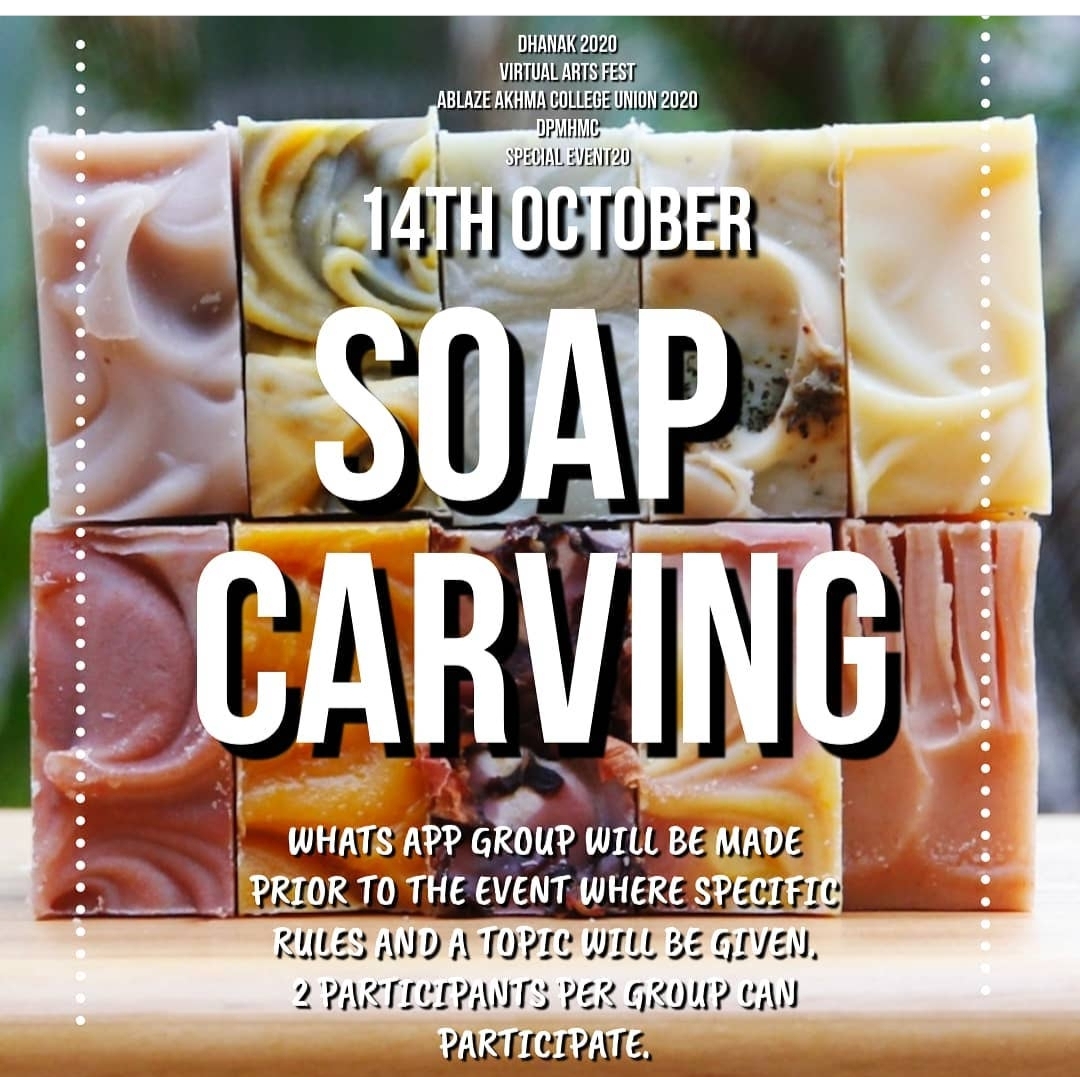 DHANAK 2020
VIRTUAL ARTS FEST
ABLAZE AKHMA COLLEGE UNION 2020
DPMHMC
SPECIAL EVENT20
14TH OCTOBER
SOAP
CARVING
WHATS APP GROUP WILL BE MADE
PRIOR TO THE EVENT WHERE SPECIFIC
RULES AND A TOPIC WILL BE GIVEN.
2 PARTICIPANTS PER GROUP CAN
PARTICIPATE.